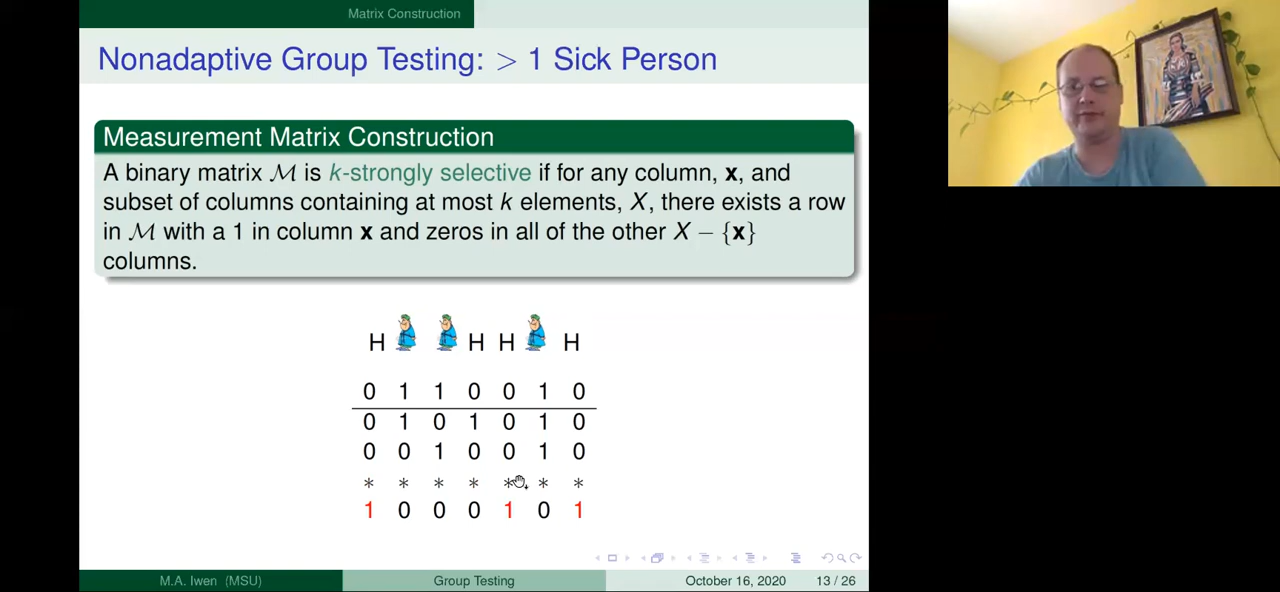 Matrix Construction
Nonadaptive Group Testing: > 1 Sick Person
Measurement Matrix Construction
A binary matrix ℳ is k-strongly selective if for any column, x, and
subset of columns containing at most k elements, X, there exists a row
in ℳ with a 1 in column x and zeros in all of the other X − {x}
columns.
H H H H
0 1 1 0 0 1 0
0 1 0 1 0 1 0
0 0 1 0 0 1 0
* * * * * * *
1 0 0 0 1 0 1
M.A. Iwen (MSU) Group Testing October 16, 2020 13 / 26